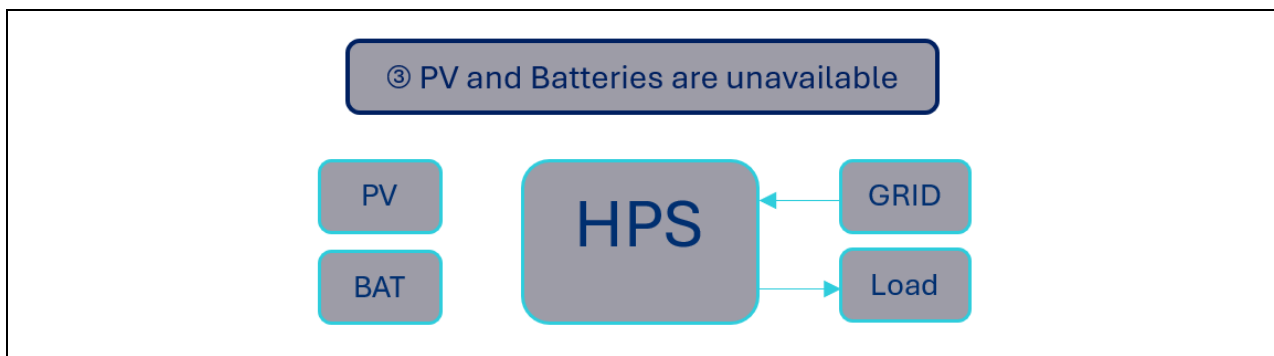 ③ PV and Batteries are unavailable
PV
HPS
GRID
BAT
Load